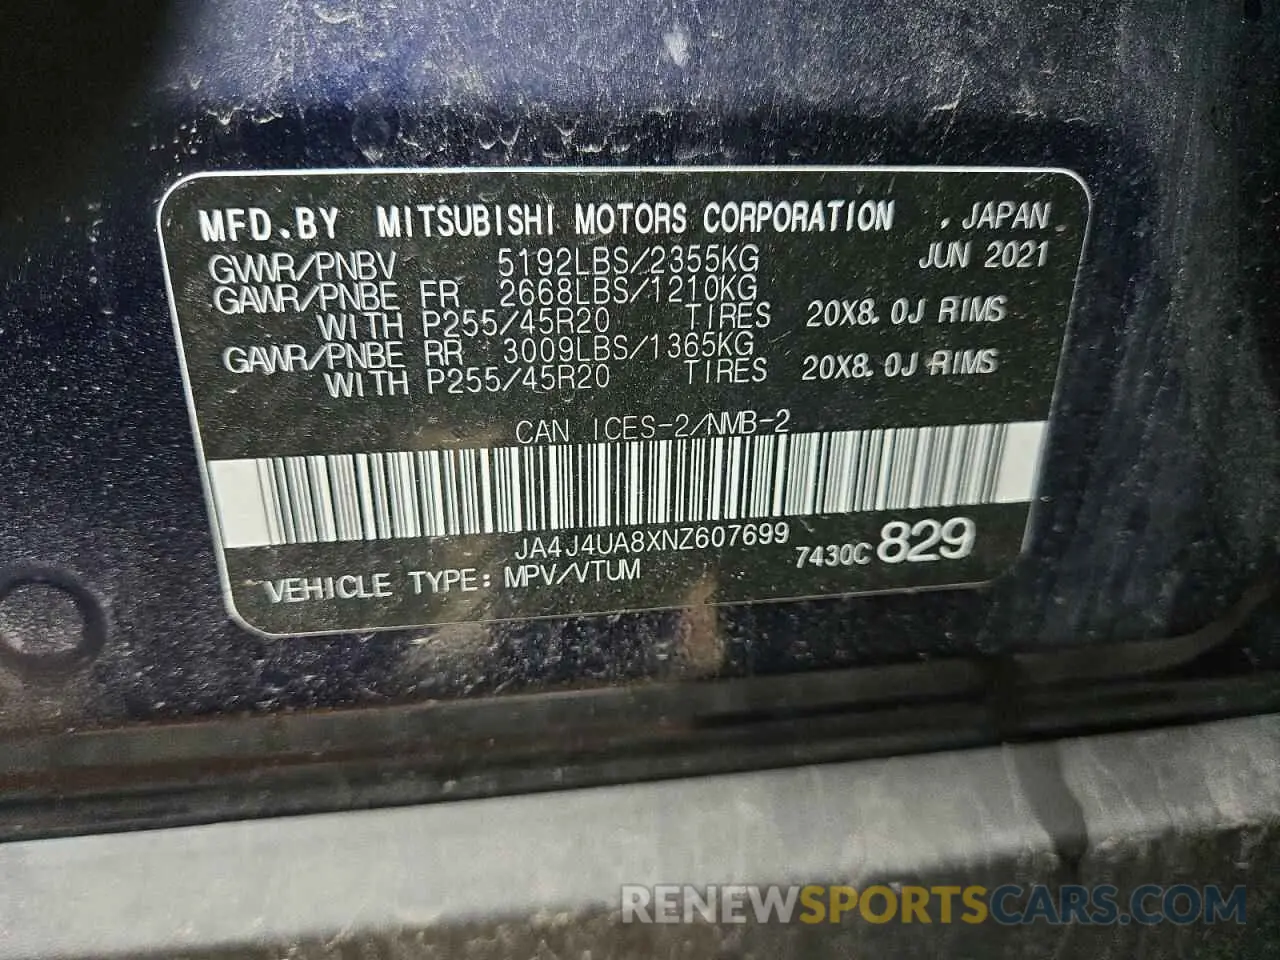 MFD.BY MITSUBISHI MOTORS CORPORATION , JAPAN
GVWR/PNBV 5192LBS/2355KG JUN 2021
GAWR/PNBE FR 2668LBS/1210KG
WITH P255/45R20 TIRES 20X8.0J RIMS
GAWR/PNBE RR 3009LBS/1365KG
WITH P255/45R20 TIRES 20X8.0J RIMS
CAN ICES-2/NMB-2
JA4J4UA8XNZ607699
7430C 829
VEHICLE TYPE: MPV/VTUM
RENEWSPORTSCARS.COM